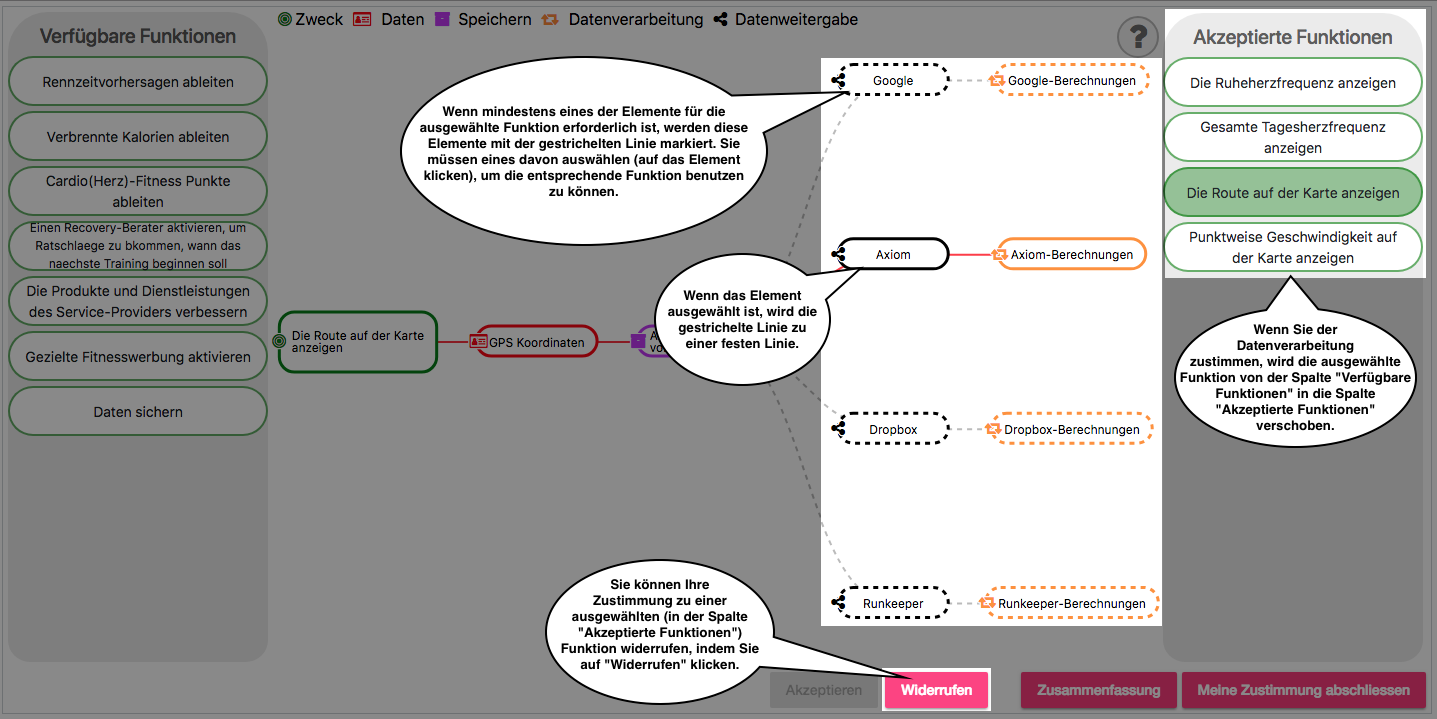 Verfügbare Funktionen
Rennzeitvorhersagen ableiten
Verbrennte Kalorien ableiten
Cardio(Herz)-Fitness Punkte
ableiten
Einen Recovery-Berater aktivieren, um
Ratschlaege zu bkommen, wann das
naechste Training beginnen soll
Die Produkte und Dienstleistungen
des Service-Providers verbessern
Gezielte Fitnesswerbung aktivieren
Daten sichern
Zweck
Daten
Speichern
Datenverarbeitung
Datenweitergabe
?
Wenn mindestens eines der Elemente für die
ausgewählte Funktion erforderlich ist, werden diese
Elemente mit der gestrichelten Linie markiert. Sie
müssen eines davon auswählen (auf das Element
klicken), um die entsprechende Funktion benutzen
zu können.
Google
Google-Berechnungen
Axiom
Axiom-Berechnungen
Wenn das Element
ausgewählt ist, wird die
gestrichelte Linie zu
einer festen Linie.
Die Route auf der Karte
anzeigen
GPS Koordinaten
Dropbox
Dropbox-Berechnungen
Runkeeper
Runkeeper-Berechnungen
Sie können Ihre
Zustimmung zu einer
ausgewählten (in der Spalte
"Akzeptierte Funktionen")
Funktion widerrufen, indem Sie
auf "Widerrufen" klicken.
Akzeptierte Funktionen
Die Ruheherzfrequenz anzeigen
Gesamte Tagesherzfrequenz
anzeigen
Die Route auf der Karte anzeigen
Punktweise Geschwindigkeit auf
der Karte anzeigen
Wenn Sie der
Datenverarbeitung
zustimmen, wird die ausgewählte
Funktion von der Spalte "Verfügbare
Funktionen" in die Spalte
"Akzeptierte Funktionen"
verschoben.
Akzeptieren
Widerrufen
Zusammenfassung
Meine Zustimmung abschliessen